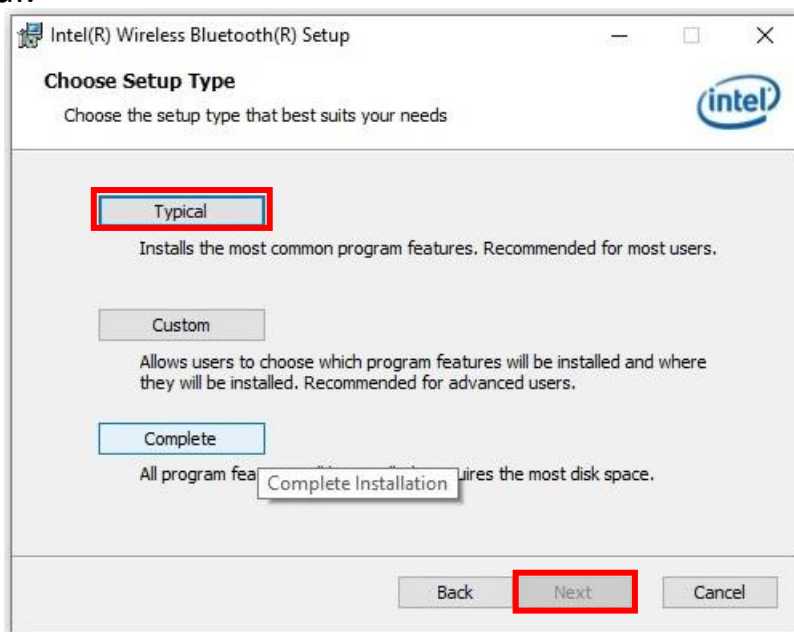 Intel(R) Wireless Bluetooth(R) Setup
Choose Setup Type
Choose the setup type that best suits your needs
intel
Typical
Installs the most common program features. Recommended for most users.
Custom
Allows users to choose which program features will be installed and where
they will be installed. Recommended for advanced users.
Complete
All program fea uires the most disk space.
Complete Installation
Back Next Cancel